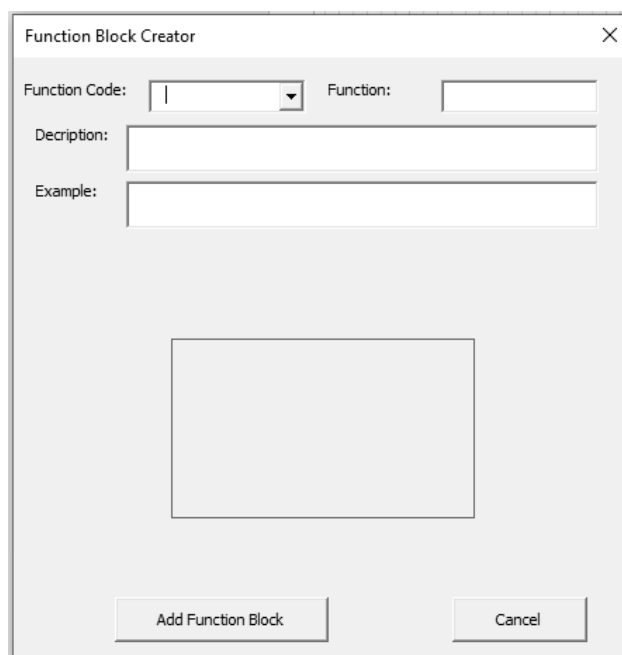 Function Block Creator
Function Code: Function:
Decription:
Example:
Add Function Block Cancel